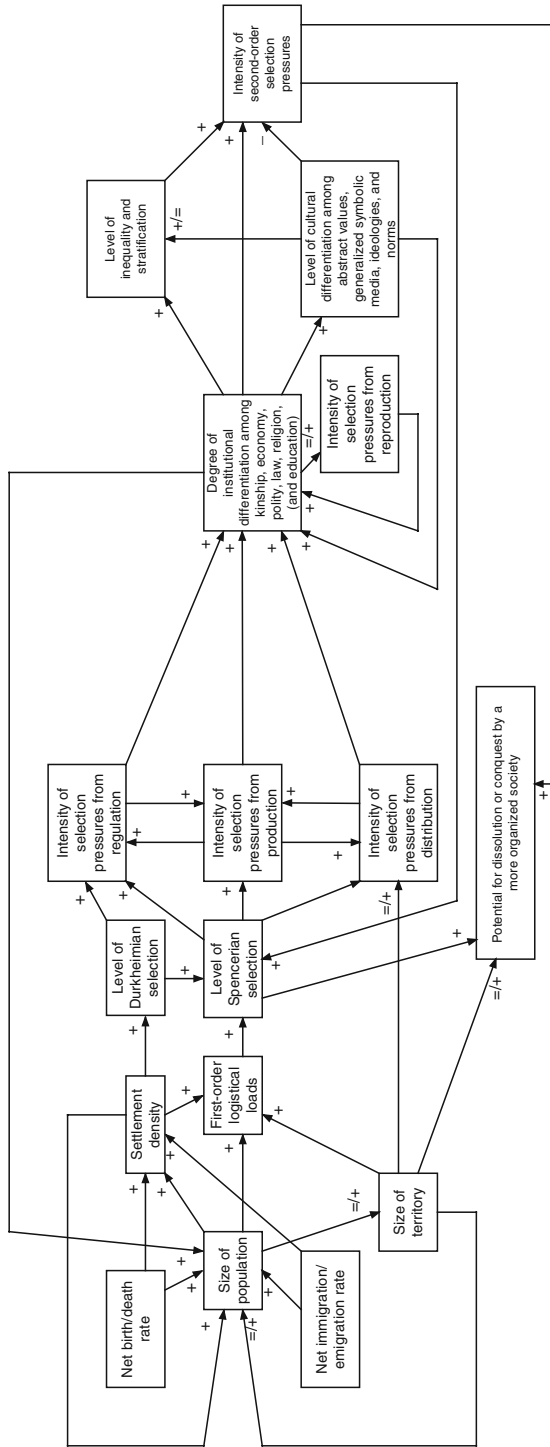 Net birth/death
rate
+
+
Size of
population
+
=/+
+
+
+
Net immigration/
emigration rate
+
Settlement
density
+
+
+
+
+
First-order
logistical
loads
+
+
=/+
Size of
territory
+
Level of
Durkheimian
selection
+
+
Level of
Spencerian
selection
+
+
+
+
=/+
Intensity of
selection
pressures from
regulation
+
+
Intensity of
selection
pressures from
production
+
+
Intensity of
selection
pressures from
distribution
=/+
+
+
Potential for dissolution or conquest by a
more organized society
+
+
+
Degree of
institutional
differentiation among
kinship, economy,
polity, law, religion,
(and education)
+
+
=/+
Intensity of
selection
pressures from
reproduction
+
Level of
inequality and
stratification
+/=
+
Level of cultural
differentiation among
abstract values,
generalized symbolic
media, ideologies, and
norms
+
+
–
Intensity of
second-order
selection
pressures